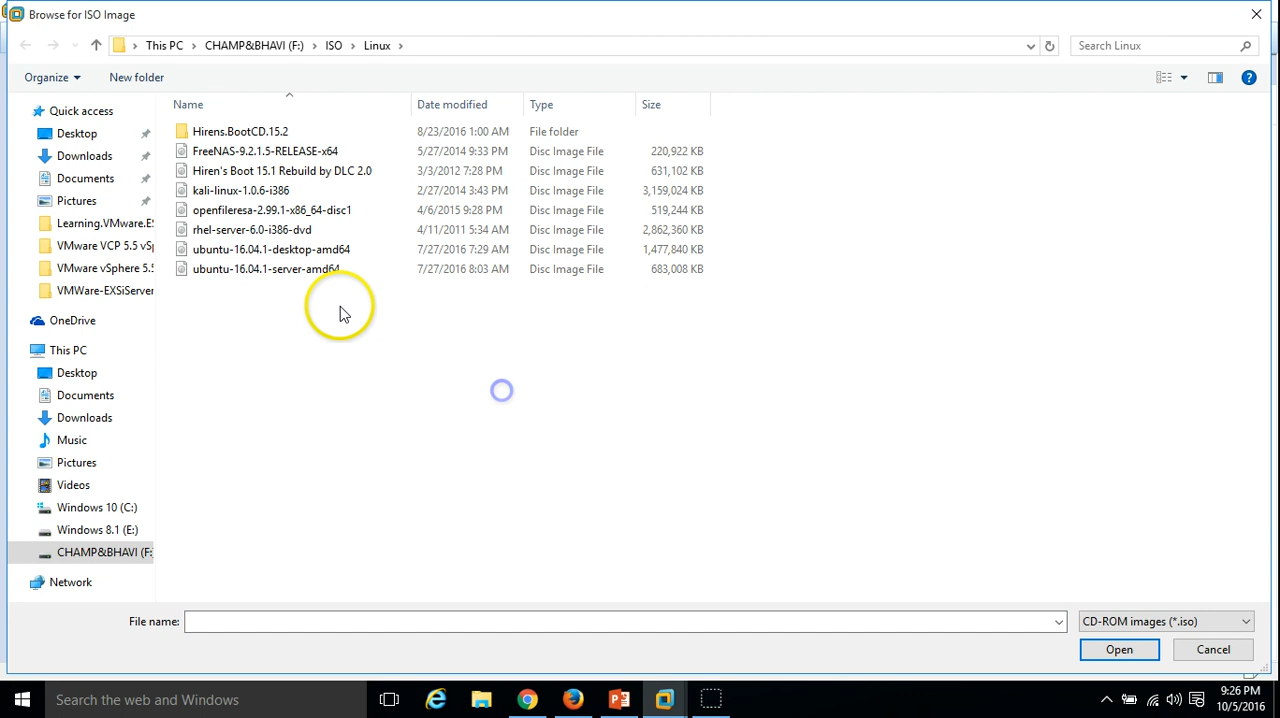 Browse for ISO Image
This PC > CHAMP&BHAVI (F:) > ISO > Linux >
Search Linux
Organize
New folder
Name Date modified Type Size
Hirens.BootCD.15.2 8/23/2016 1:00 AM File folder
FreeNAS-9.2.1.5-RELEASE-x64 5/27/2014 9:33 PM Disc Image File 220,922 KB
Hiren's Boot 15.1 Rebuild by DLC 2.0 3/3/2012 7:28 PM Disc Image File 631,102 KB
kali-linux-1.0.6-i386 2/27/2014 3:43 PM Disc Image File 3,159,024 KB
openfileresa-2.99.1-x86_64-disc1 4/6/2015 9:28 PM Disc Image File 519,244 KB
rhel-server-6.0-i386-dvd 4/11/2011 5:34 AM Disc Image File 2,862,360 KB
ubuntu-16.04.1-desktop-amd64 7/27/2016 7:29 AM Disc Image File 1,477,840 KB
ubuntu-16.04.1-server-amd64 7/27/2016 8:03 AM Disc Image File 683,008 KB
Quick access
Desktop
Downloads
Documents
Pictures
Learning.VMware.ES
VMware VCP 5.5 vSp
VMware vSphere 5.5
VMWare-EXSiServer
OneDrive
This PC
Desktop
Documents
Downloads
Music
Pictures
Videos
Windows 10 (C:)
Windows 8.1 (E:)
CHAMP&BHAVI (F:
Network
File name:
CD-ROM images (*.iso)
Open
Cancel
Search the web and Windows
9:26 PM
10/5/2016